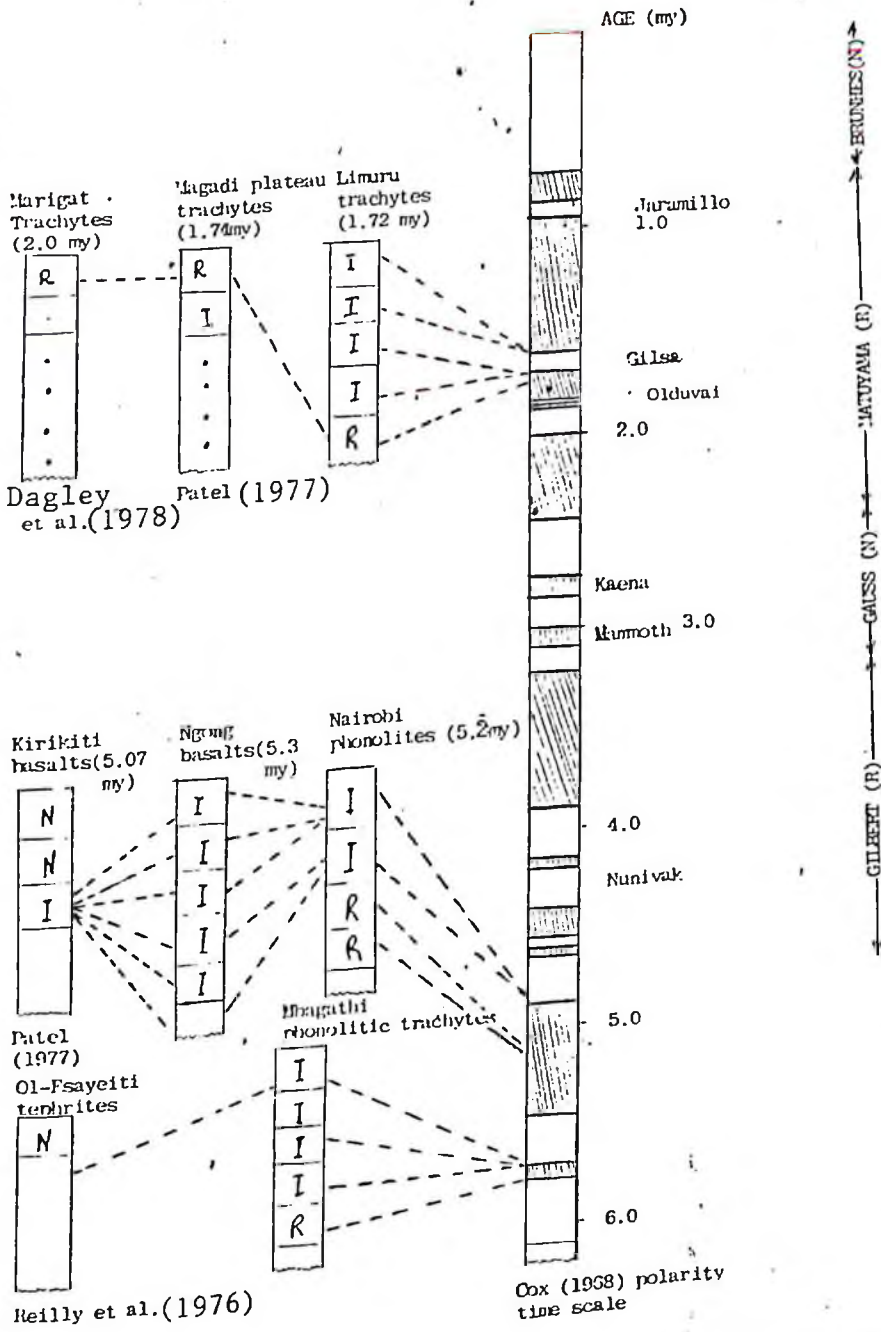 AGE (my)
Marigat
Trachytes
(2.0 my)
R
Magadi plateau
trachytes
(1.74my)
R
I
Limuru
trachytes
(1.72 my)
I
I
I
I
R
Dagley
et al.(1978)
Patel (1977)
Jaramillo
1.0
Gilsa
Olduvai
2.0
Kaena
Mammoth 3.0
4.0
Nunivak
5.0
6.0
BRUNHES(N)
MATUYAMA (R)
GAUSS (N)
GILBERT (R)
Kirikiti
basalts(5.07
my)
N
N
I
Ngong
basalts(5.3
my)
I
I
I
I
I
Nairobi
phonolites (5.2my)
I
I
R
R
Patel
(1977)
Ol-Esayeiti
tephrites
N
Mbagathi
phonolitic trachytes
I
I
I
I
R
Reilly et al.(1976)
Cox (1968) polarity
time scale